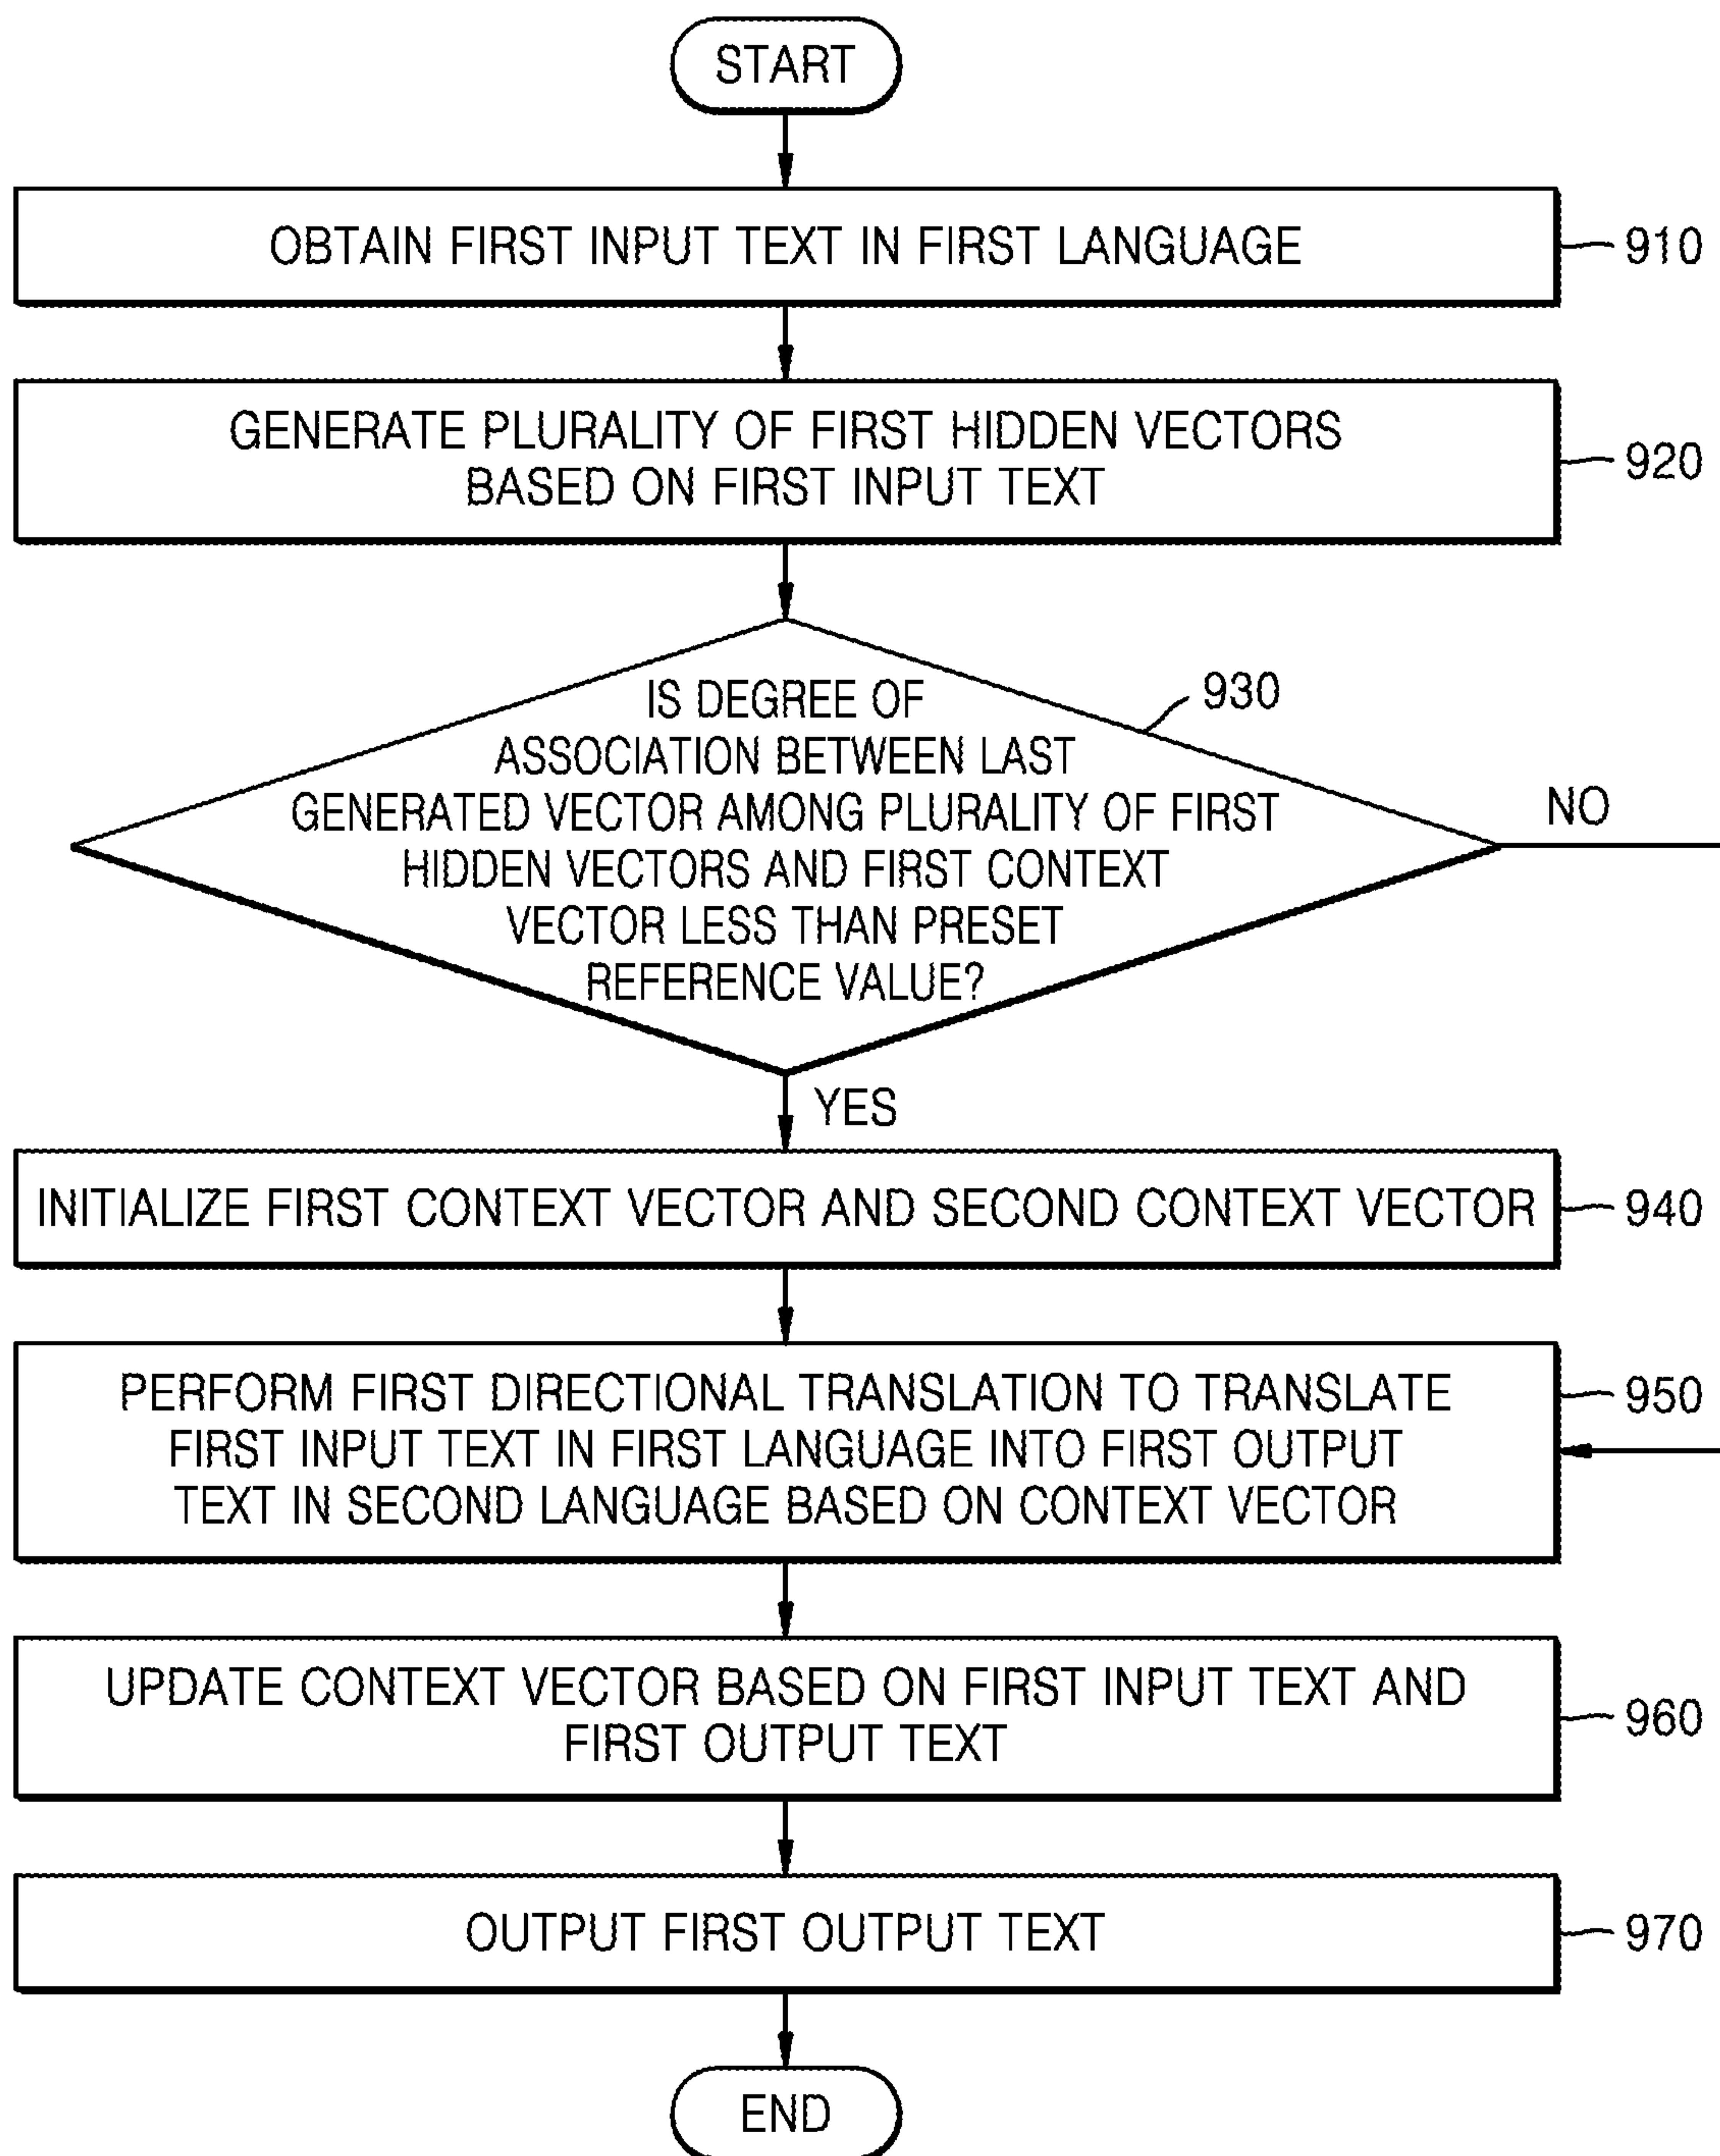 START
OBTAIN FIRST INPUT TEXT IN FIRST LANGUAGE
910
GENERATE PLURALITY OF FIRST HIDDEN VECTORS
BASED ON FIRST INPUT TEXT
920
IS DEGREE OF
ASSOCIATION BETWEEN LAST
GENERATED VECTOR AMONG PLURALITY OF FIRST
HIDDEN VECTORS AND FIRST CONTEXT
VECTOR LESS THAN PRESET
REFERENCE VALUE?
930
NO
YES
INITIALIZE FIRST CONTEXT VECTOR AND SECOND CONTEXT VECTOR
940
PERFORM FIRST DIRECTIONAL TRANSLATION TO TRANSLATE
FIRST INPUT TEXT IN FIRST LANGUAGE INTO FIRST OUTPUT
TEXT IN SECOND LANGUAGE BASED ON CONTEXT VECTOR
950
UPDATE CONTEXT VECTOR BASED ON FIRST INPUT TEXT AND
FIRST OUTPUT TEXT
960
OUTPUT FIRST OUTPUT TEXT
970
END